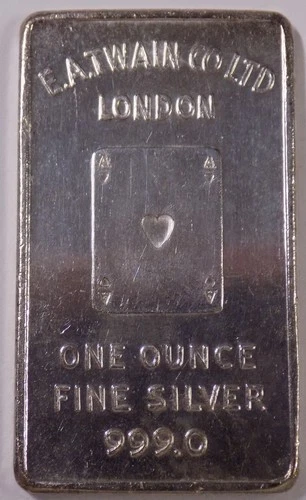 E.A.TWAIN CO LTD
LONDON
A A
A A
ONE OUNCE
FINE SILVER
999.0